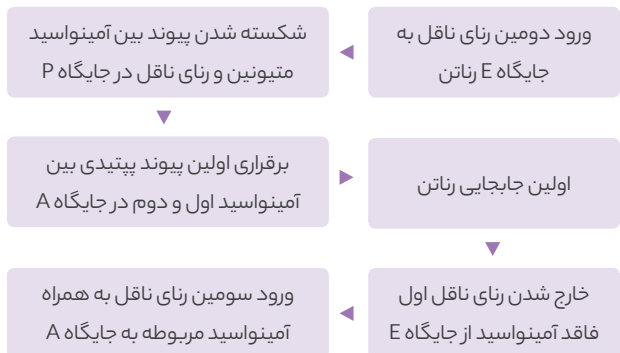 ورود دومین رنای ناقل به
جایگاه E رناتن
شکسته شدن پیوند بین آمینواسید
متیونین و رنای ناقل در جایگاه P
برقراری اولین پیوند پپتیدی بین
آمینواسید اول و دوم در جایگاه A
اولین جابجایی رناتن
خارج شدن رنای ناقل اول
فاقد آمینواسید از جایگاه E
ورود سومین رنای ناقل به همراه
آمینواسید مربوطه به جایگاه A